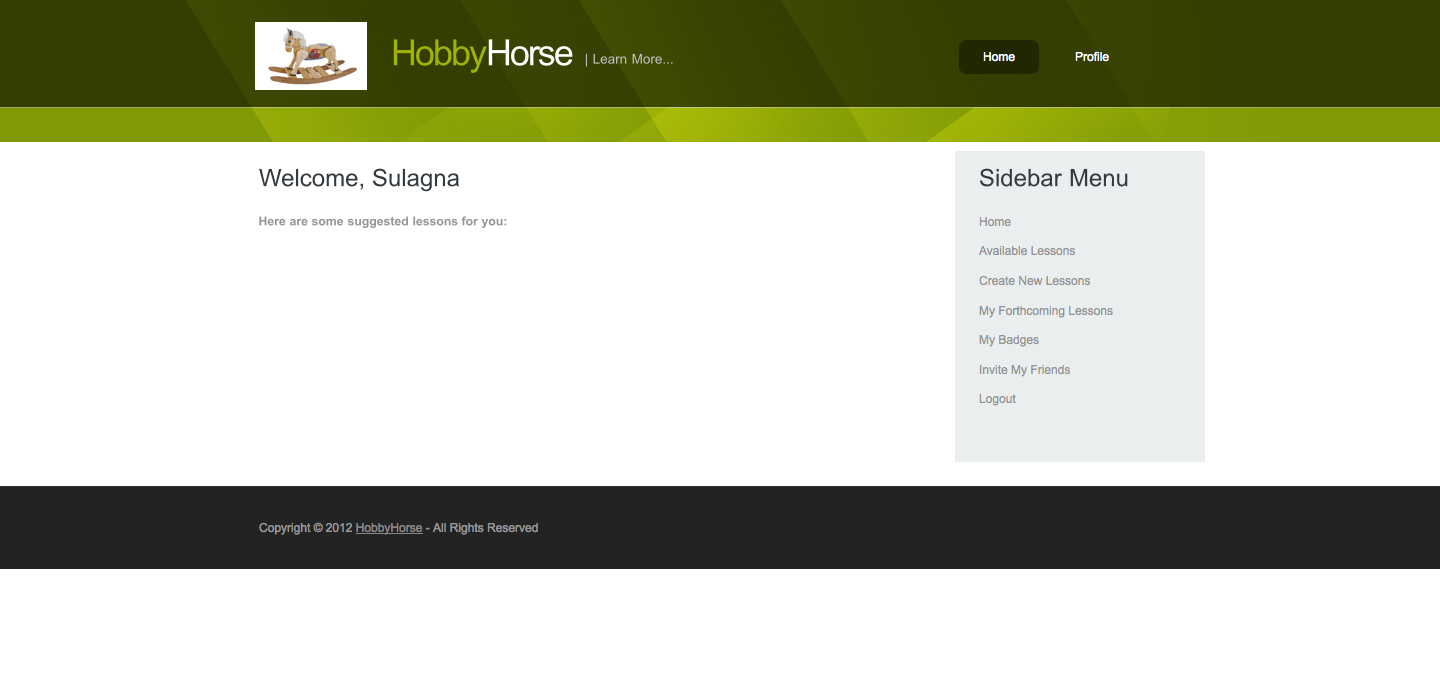 HobbyHorse | Learn More...
Home
Profile
Welcome, Sulagna
Here are some suggested lessons for you:
Sidebar Menu
Home
Available Lessons
Create New Lessons
My Forthcoming Lessons
My Badges
Invite My Friends
Logout
Copyright © 2012 HobbyHorse - All Rights Reserved